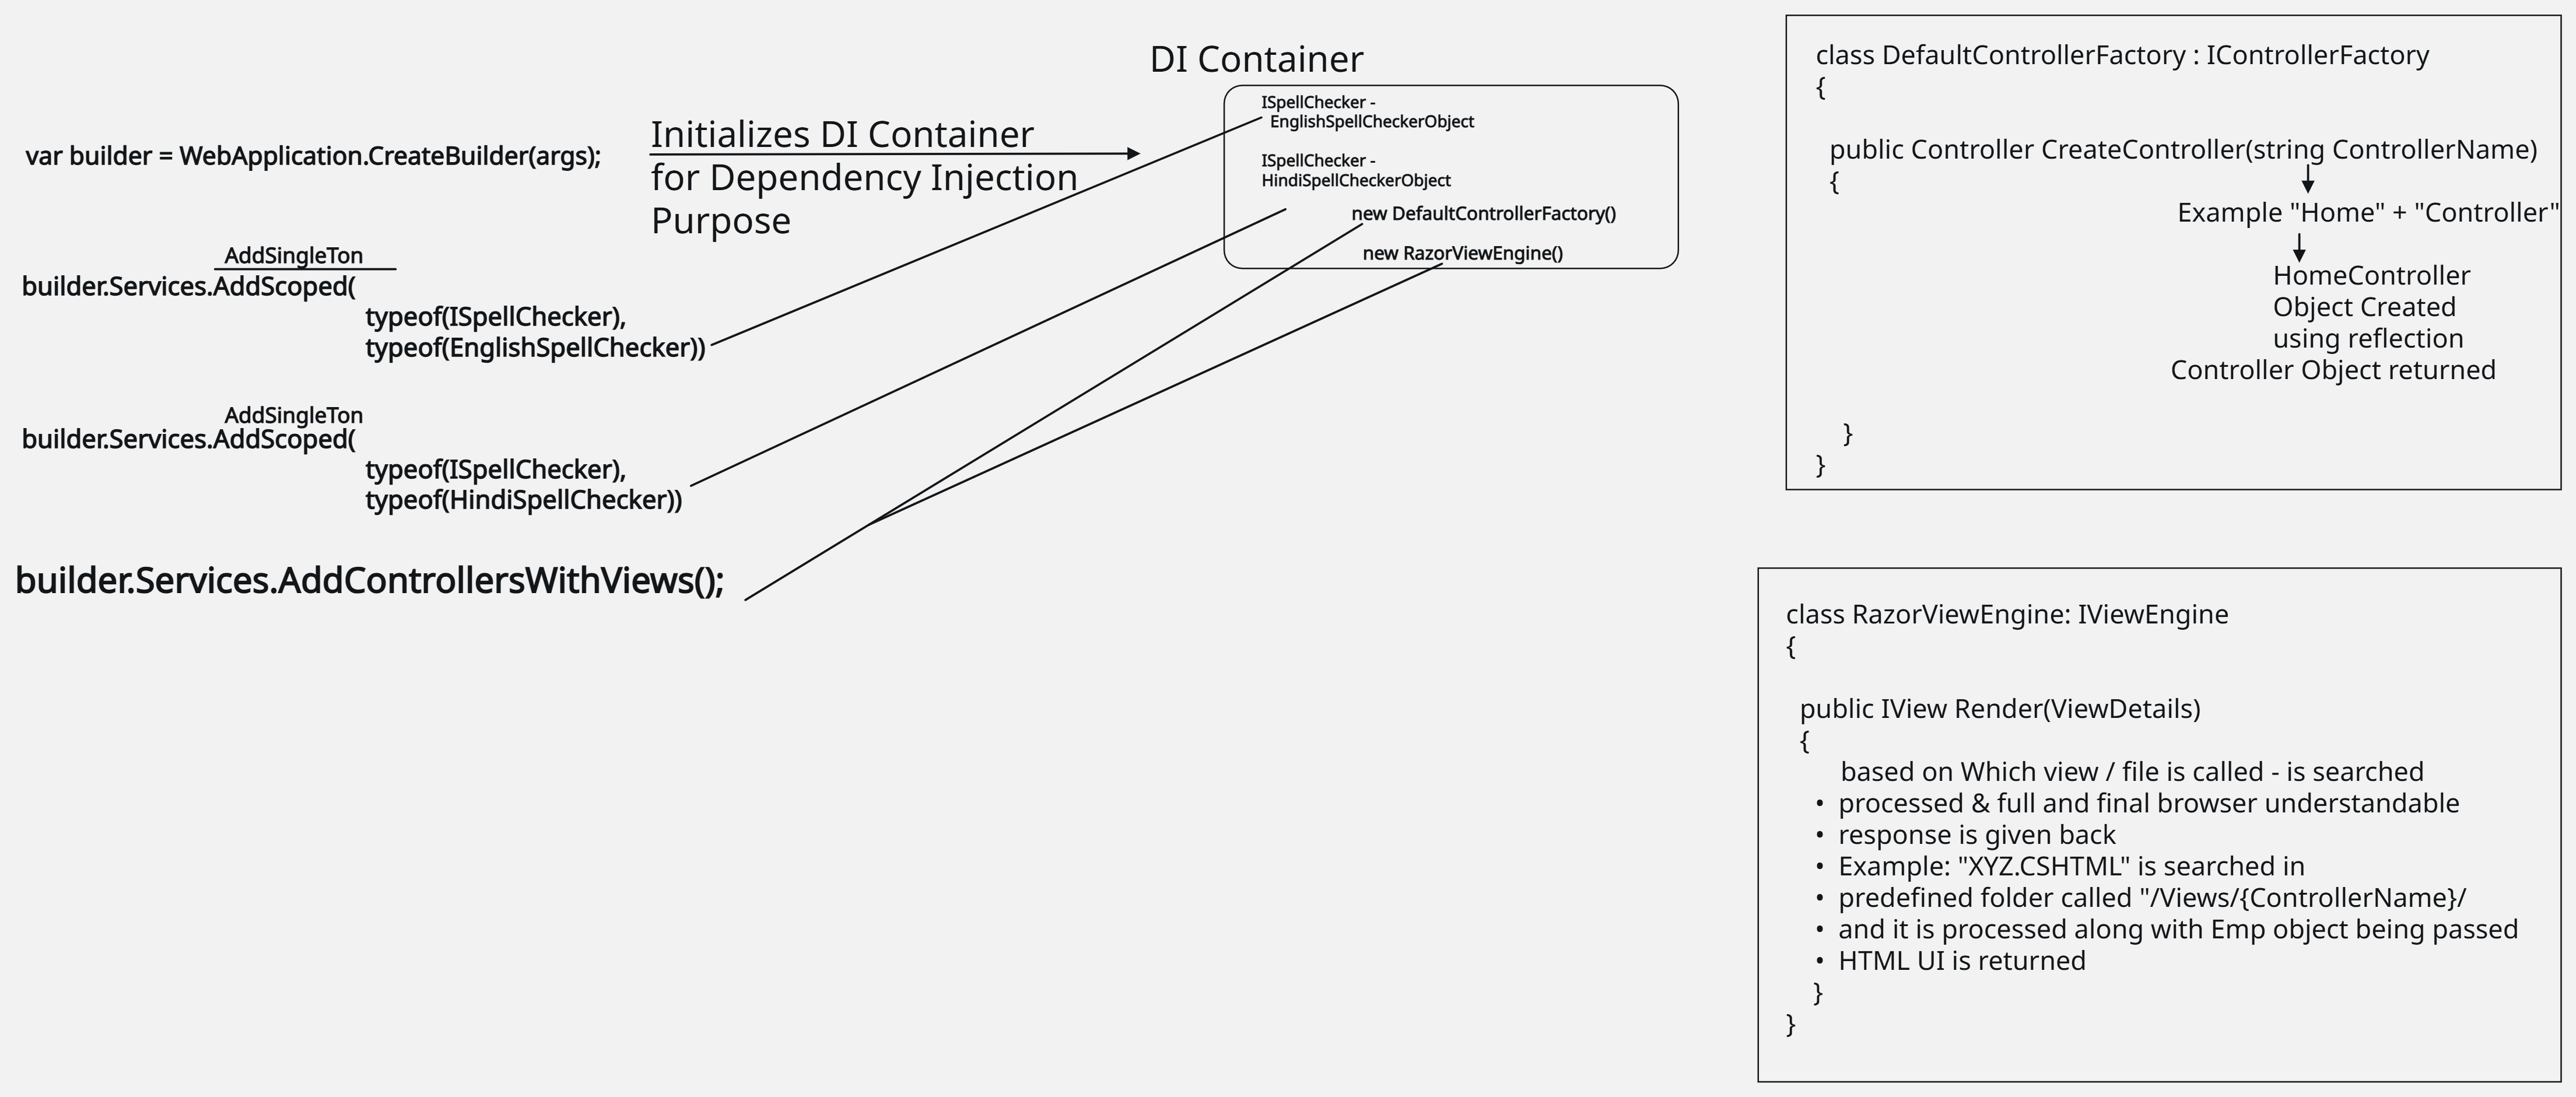 var builder = WebApplication.CreateBuilder(args);
Initializes DI Container
for Dependency Injection
Purpose
DI Container
ISpellChecker -
EnglishSpellCheckerObject
ISpellChecker -
HindiSpellCheckerObject
new DefaultControllerFactory()
new RazorViewEngine()
AddSingleTon
builder.Services.AddScoped(
typeof(ISpellChecker),
typeof(EnglishSpellChecker))
AddSingleTon
builder.Services.AddScoped(
typeof(ISpellChecker),
typeof(HindiSpellChecker))
builder.Services.AddControllersWithViews();
class DefaultControllerFactory : IControllerFactory
{
public Controller CreateController(string ControllerName)
{
Example "Home" + "Controller"
HomeController
Object Created
using reflection
Controller Object returned
}
}
class RazorViewEngine: IViewEngine
{
public IView Render(ViewDetails)
{
based on Which view / file is called - is searched
• processed & full and final browser understandable
• response is given back
• Example: "XYZ.CSHTML" is searched in
• predefined folder called "/Views/{ControllerName}/
• and it is processed along with Emp object being passed
• HTML UI is returned
}
}